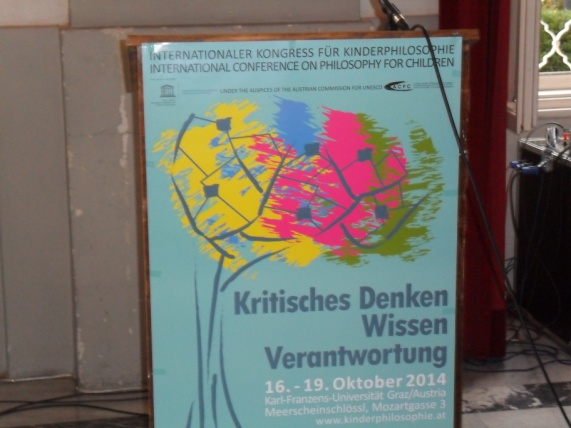 INTERNATIONALER KONGRESS FÜR KINDERPHILOSOPHIE
INTERNATIONAL CONFERENCE ON PHILOSOPHY FOR CHILDREN
UNDER THE AUSPICES OF THE AUSTRIAN COMMISSION FOR UNESCO
ACPC
Kritisches Denken
Wissen
Verantwortung
16. - 19. Oktober 2014
Karl-Franzens-Universität Graz/Austria
Meerscheinschlössl, Mozartgasse 3
www.kinderphilosophie.at